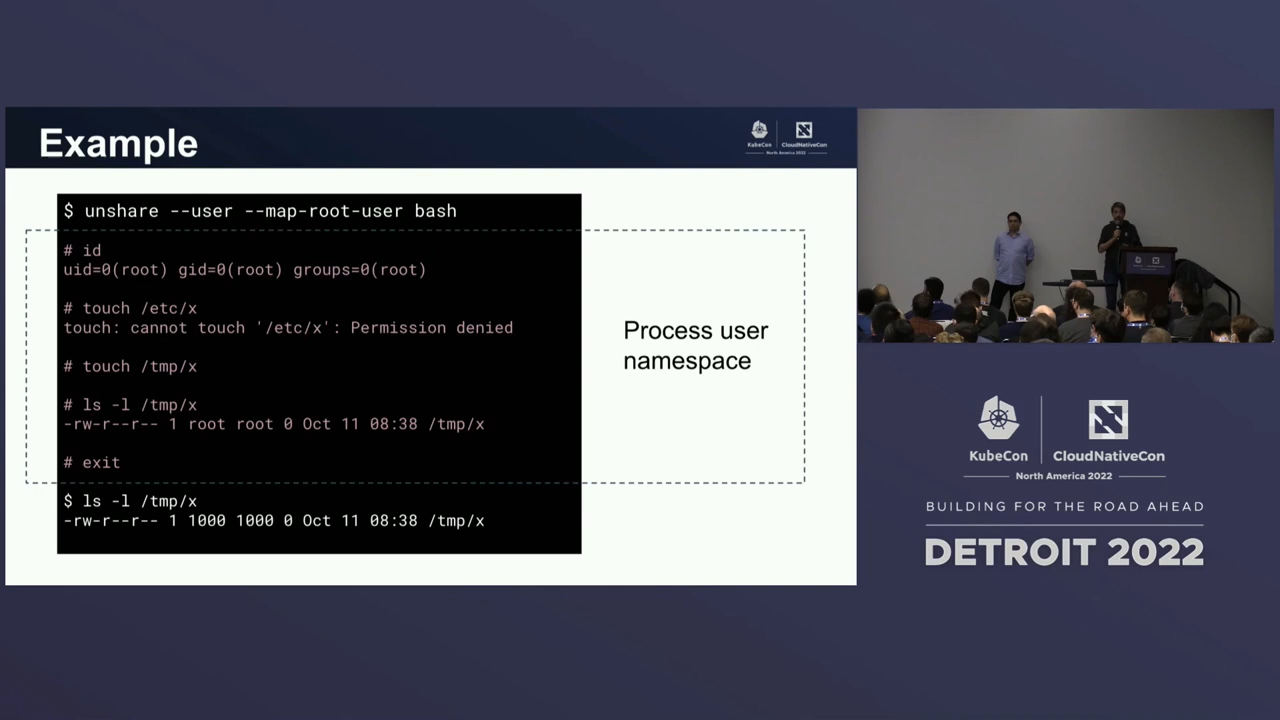 Example
KubeCon
CloudNativeCon
North America 2022
$ unshare --user --map-root-user bash
# id
uid=0(root) gid=0(root) groups=0(root)
# touch /etc/x
touch: cannot touch '/etc/x': Permission denied
# touch /tmp/x
# ls -l /tmp/x
-rw-r--r-- 1 root root 0 Oct 11 08:38 /tmp/x
# exit
$ ls -l /tmp/x
-rw-r--r-- 1 1000 1000 0 Oct 11 08:38 /tmp/x
Process user
namespace
KubeCon
CloudNativeCon
North America 2022
BUILDING FOR THE ROAD AHEAD
DETROIT 2022